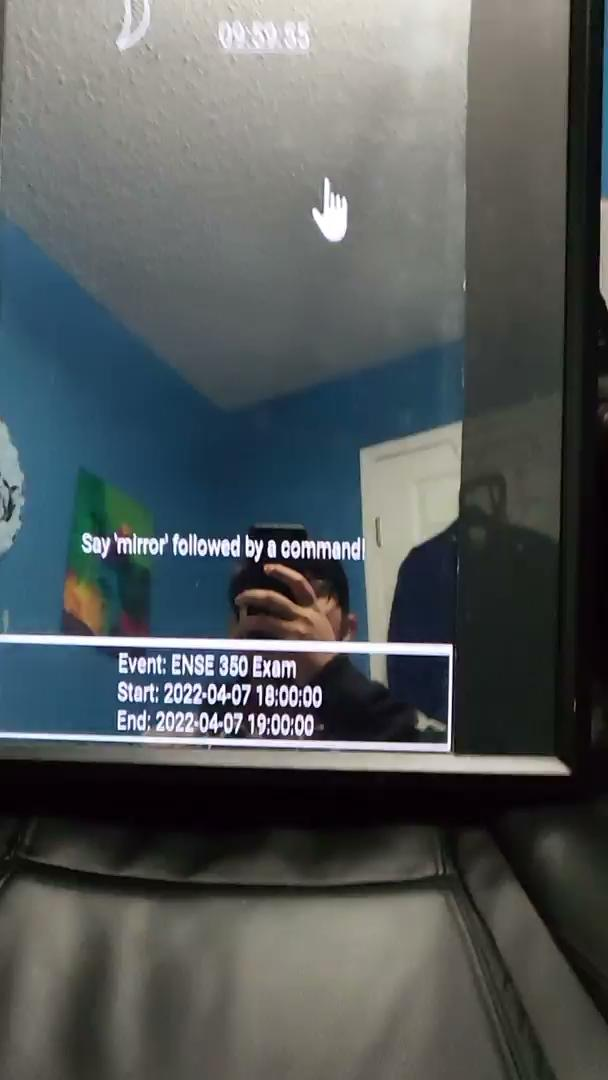 09:59:55
Say 'mirror' followed by a command!
Event: ENSE 350 Exam
Start: 2022-04-07 18:00:00
End: 2022-04-07 19:00:00